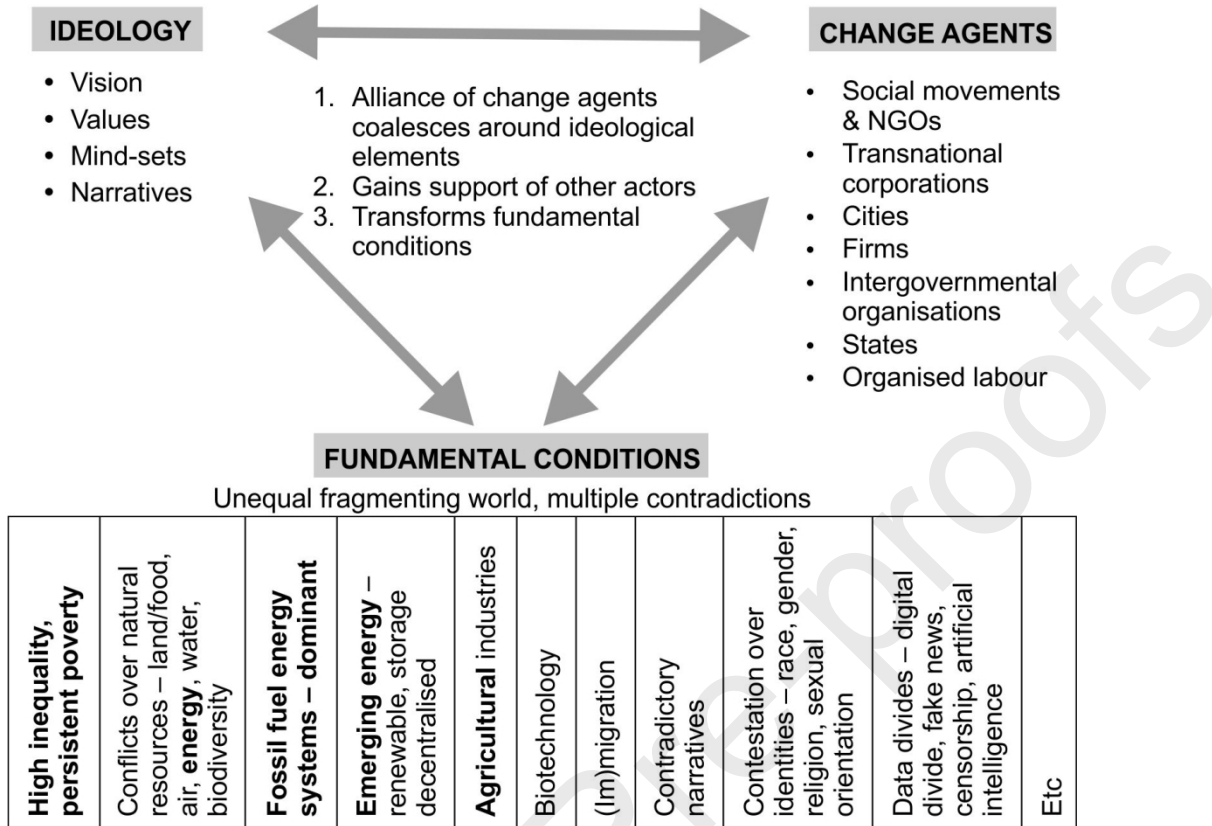 IDEOLOGY
• Vision
• Values
• Mind-sets
• Narratives
1. Alliance of change agents
coalesces around ideological
elements
2. Gains support of other actors
3. Transforms fundamental
conditions
CHANGE AGENTS
• Social movements
& NGOs
• Transnational
corporations
• Cities
• Firms
• Intergovernmental
organisations
• States
• Organised labour
FUNDAMENTAL CONDITIONS
Unequal fragmenting world, multiple contradictions
High inequality,
persistent poverty
Conflicts over natural
resources – land/food,
air, energy, water,
biodiversity
Fossil fuel energy
systems – dominant
Emerging energy –
renewable, storage
decentralised
Agricultural industries
Biotechnology
(Im)migration
Contradictory
narratives
Contestation over
identities – race, gender,
religion, sexual
orientation
Data divides – digital
divide, fake news,
censorship, artificial
intelligence
Etc
re-proofs